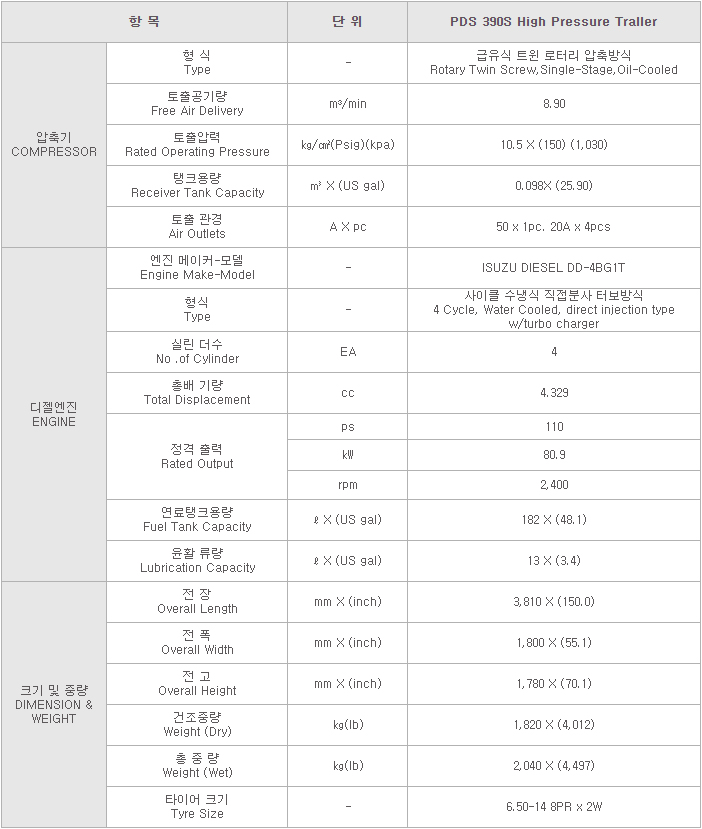 항 목
단 위
PDS 390S High Pressure Traller
압축기
COMPRESSOR
형 식
Type
-
급유식 트윈 로터리 압축방식
Rotary Twin Screw,Single-Stage,Oil-Cooled
토출공기량
Free Air Delivery
m³/min
8.90
토출압력
Rated Operating Pressure
kg/㎠(Psig)(kpa)
10.5 X (150) (1,030)
탱크용량
Receiver Tank Capacity
㎥ X (US gal)
0.098X (25.90)
토출 관경
Air Outlets
A X pc
50 x 1pc. 20A x 4pcs
디젤엔진
ENGINE
엔진 메이커-모델
Engine Make-Model
-
ISUZU DIESEL DD-4BG1T
형식
Type
-
사이클 수냉식 직접분사 터보방식
4 Cycle, Water Cooled, direct injection type
w/turbo charger
실린 더수
No .of Cylinder
EA
4
총배 기량
Total Displacement
cc
4.329
정격 출력
Rated Output
ps
110
kW
80.9
rpm
2,400
연료탱크용량
Fuel Tank Capacity
ℓ X (US gal)
182 X (48.1)
윤활 류량
Lubrication Capacity
ℓ X (US gal)
13 X (3.4)
크기 및 중량
DIMENSION &
WEIGHT
전 장
Overall Length
mm X (inch)
3,810 X (150.0)
전 폭
Overall Width
mm X (inch)
1,800 X (55.1)
전 고
Overall Height
mm X (inch)
1,780 X (70.1)
건조중량
Weight (Dry)
kg(lb)
1,820 X (4,012)
총 중 량
Weight (Wet)
kg(lb)
2,040 X (4,497)
타이어 크기
Tyre Size
-
6.50-14 8PR x 2W